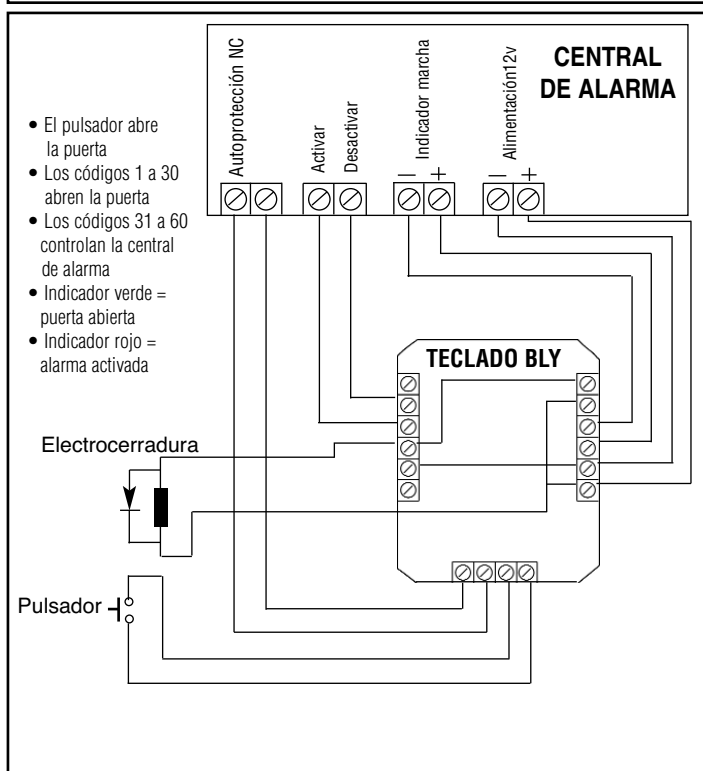 CENTRAL
DE ALARMA
Autoprotección NC
Activar
Desactivar
Indicador marcha
Alimentación12v
– +
– +
• El pulsador abre
la puerta
• Los códigos 1 a 30
abren la puerta
• Los códigos 31 a 60
controlan la central
de alarma
• Indicador verde =
puerta abierta
• Indicador rojo =
alarma activada
TECLADO BLY
Electrocerradura
Pulsador